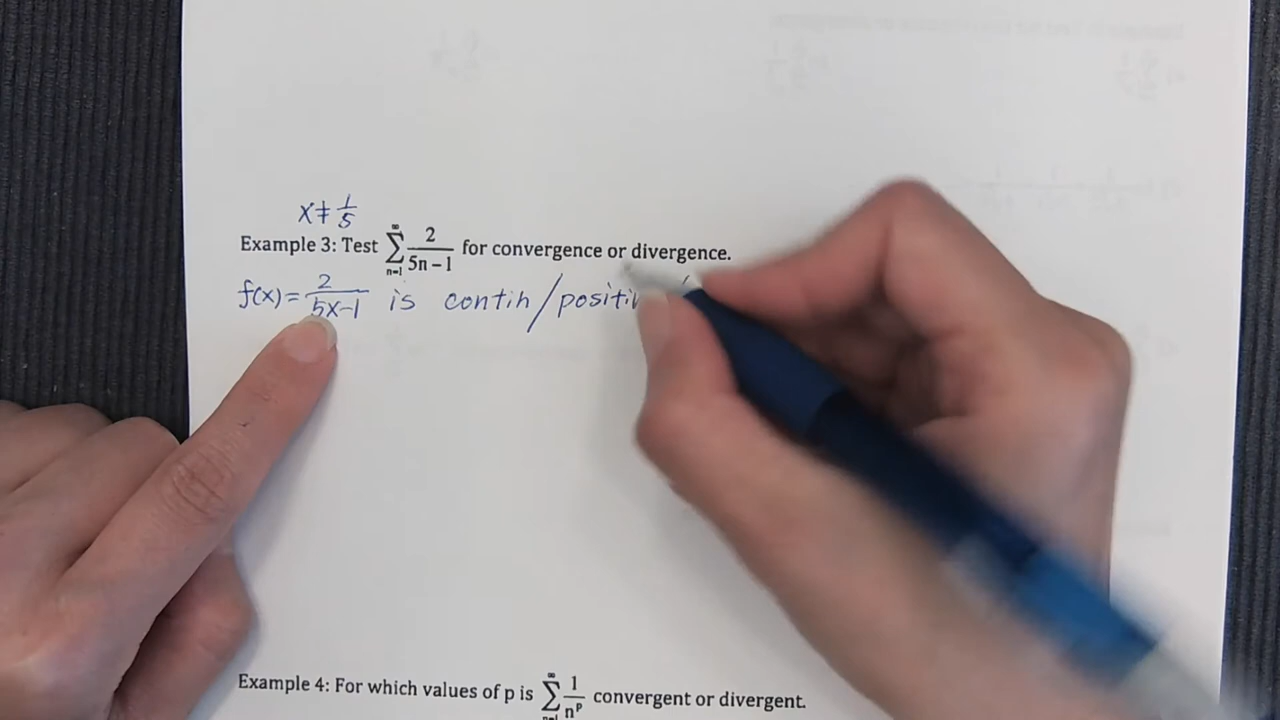 x≠1/5
Example 3: Test ∑_{n=1}^{∞} 2/(5n−1) for convergence or divergence.
f(x)=2/(5x−1) is contin/positiv/
Example 4: For which values of p is ∑_{n=1}^{∞} 1/n^p convergent or divergent.